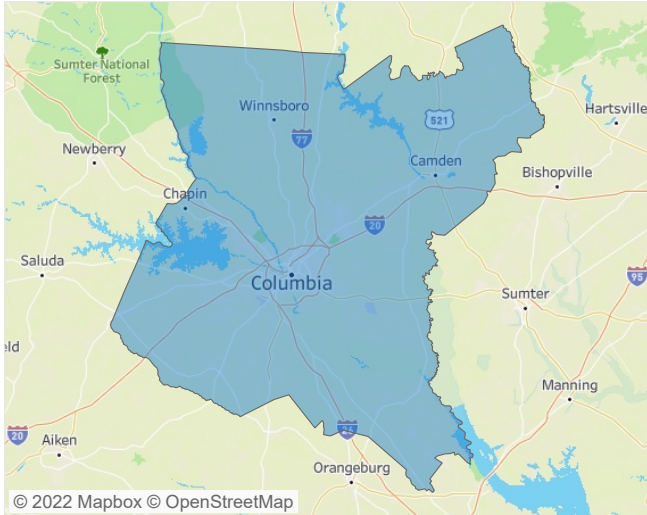 Sumter National
Forest
Winnsboro
521
Hartsville
77
Newberry
Camden
Bishopville
Chapin
20
Saluda
Columbia
95
Sumter
eld
Manning
20
Aiken
26
Orangeburg
© 2022 Mapbox © OpenStreetMap